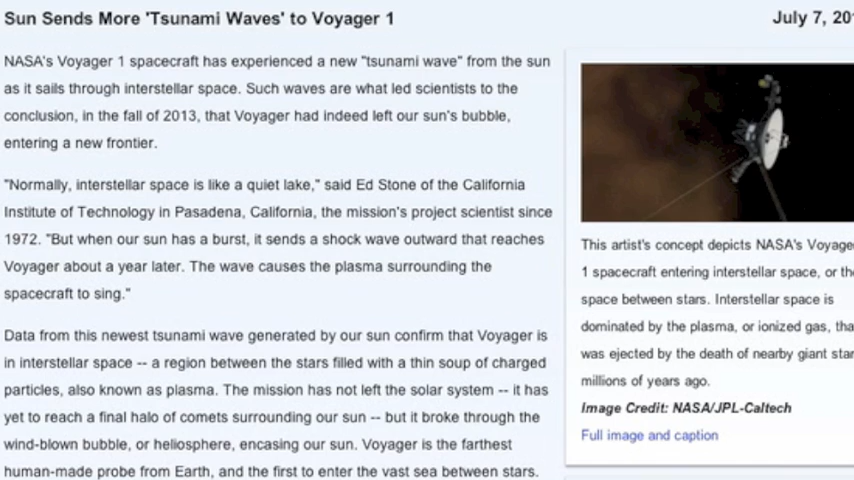 Sun Sends More 'Tsunami Waves' to Voyager 1
July 7,
NASA's Voyager 1 spacecraft has experienced a new "tsunami wave" from the sun
as it sails through interstellar space. Such waves are what led scientists to the
conclusion, in the fall of 2013, that Voyager had indeed left our sun's bubble,
entering a new frontier.
"Normally, interstellar space is like a quiet lake," said Ed Stone of the California
Institute of Technology in Pasadena, California, the mission's project scientist since
1972. "But when our sun has a burst, it sends a shock wave outward that reaches
Voyager about a year later. The wave causes the plasma surrounding the
spacecraft to sing."
Data from this newest tsunami wave generated by our sun confirm that Voyager is
in interstellar space -- a region between the stars filled with a thin soup of charged
particles, also known as plasma. The mission has not left the solar system -- it has
yet to reach a final halo of comets surrounding our sun -- but it broke through the
wind-blown bubble, or heliosphere, encasing our sun. Voyager is the farthest
human-made probe from Earth, and the first to enter the vast sea between stars.
This artist's concept depicts NASA's
1 spacecraft entering interstellar space, or
space between stars. Interstellar space is
dominated by the plasma, or ionized gas,
was ejected by the death of nearby giant
millions of years ago.
Image Credit: NASA/JPL-Caltech
Full image and caption